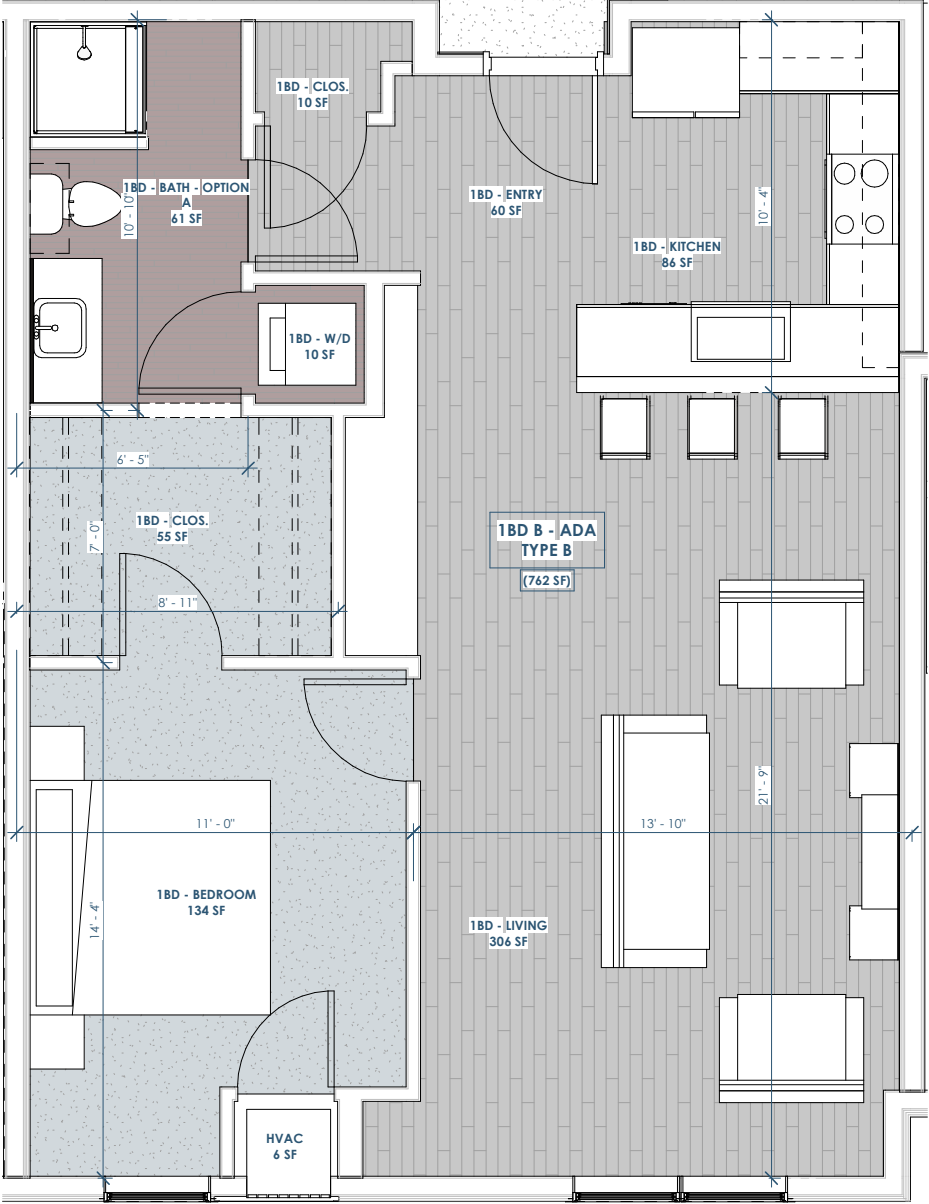 1BD - CLOS.
10 SF
1BD - BATH - OPTION
A
61 SF
10' - 10"
1BD - ENTRY
60 SF
10' - 4"
1BD - KITCHEN
86 SF
1BD - W/D
10 SF
6' - 5"
1BD - CLOS.
55 SF
7' - 0"
1BD B - ADA
TYPE B
(762 SF)
8' - 11"
21' - 9"
11' - 0"
13' - 10"
1BD - BEDROOM
134 SF
14' - 4"
1BD - LIVING
306 SF
HVAC
6 SF